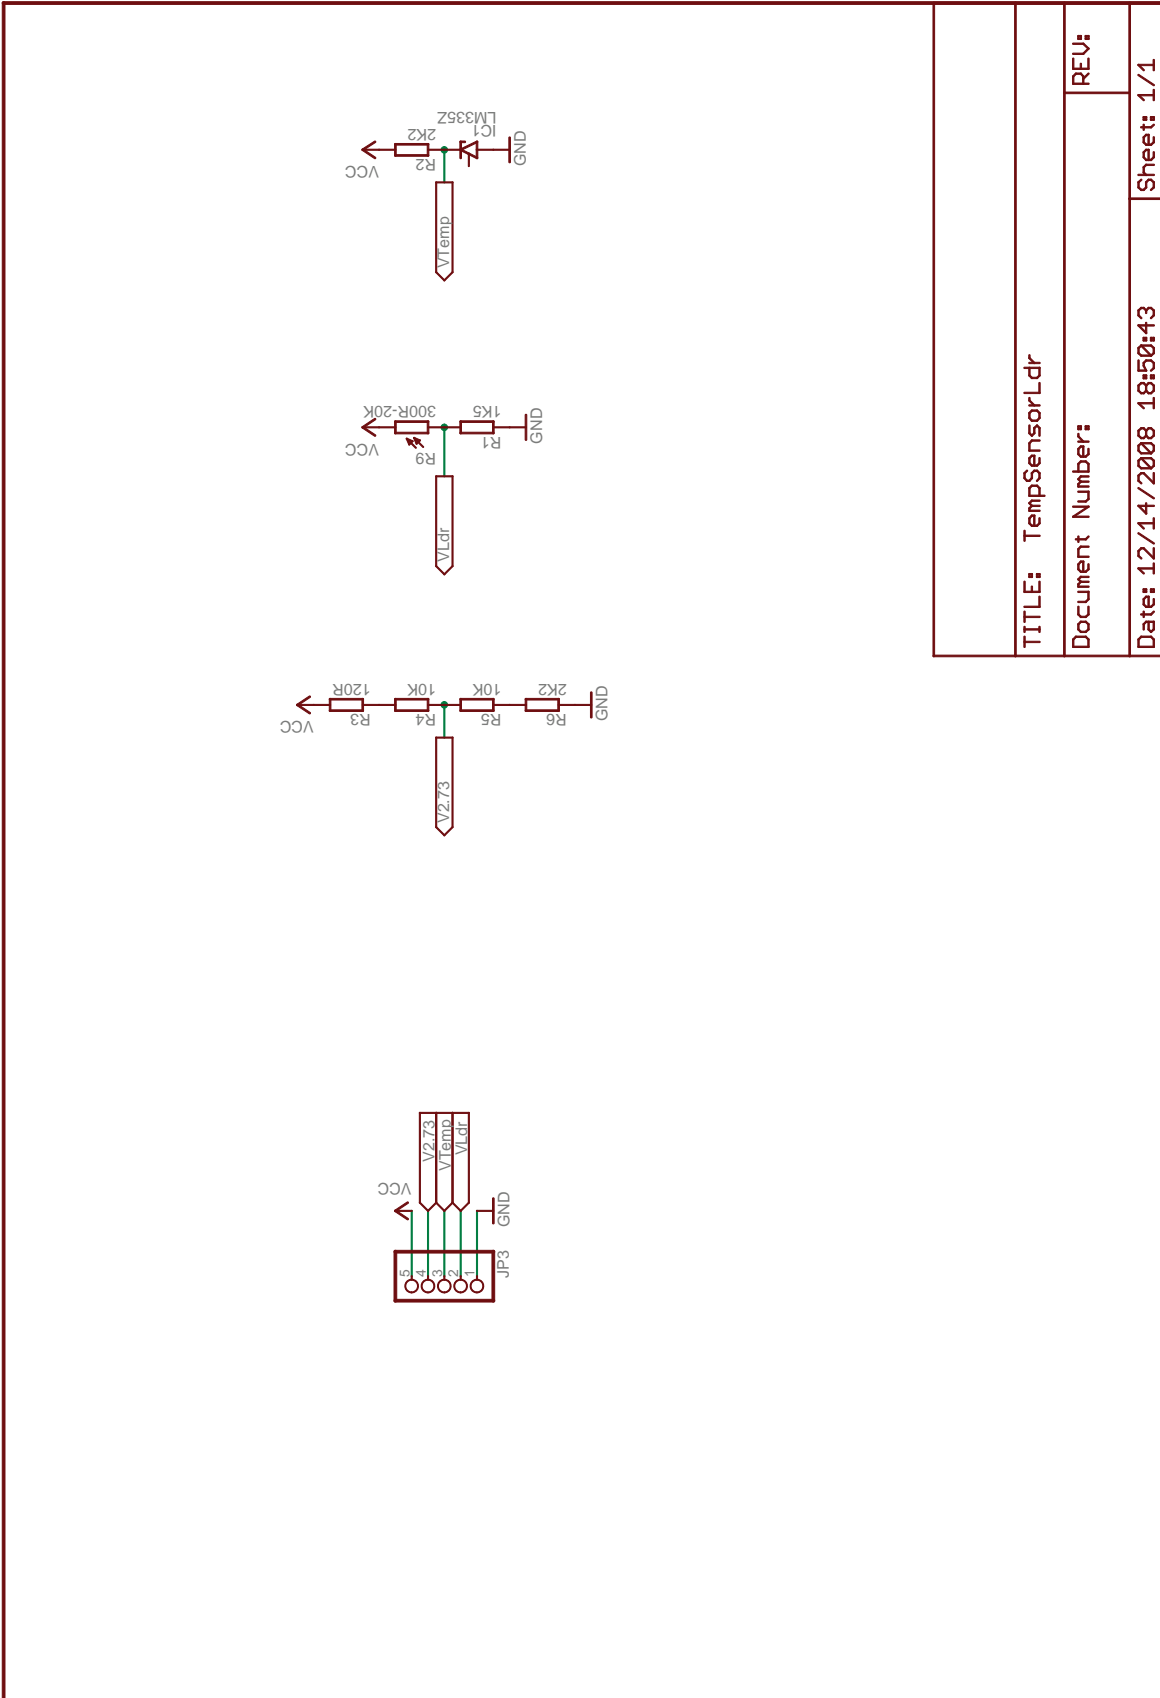 VCC
V2.73
VTemp
VLdr
GND
JP3
5
4
3
2
1
VCC
120R
R3
10K
R4
10K
R5
2K2
R6
GND
V2.73
VCC
300R-20K
R9
1K5
R1
GND
VLdr
VCC
2K2
R2
LM335Z
IC1
GND
VTemp
TITLE: TempSensorLdr
Document Number:
REV:
Date: 12/14/2008 18:50:43
Sheet: 1/1